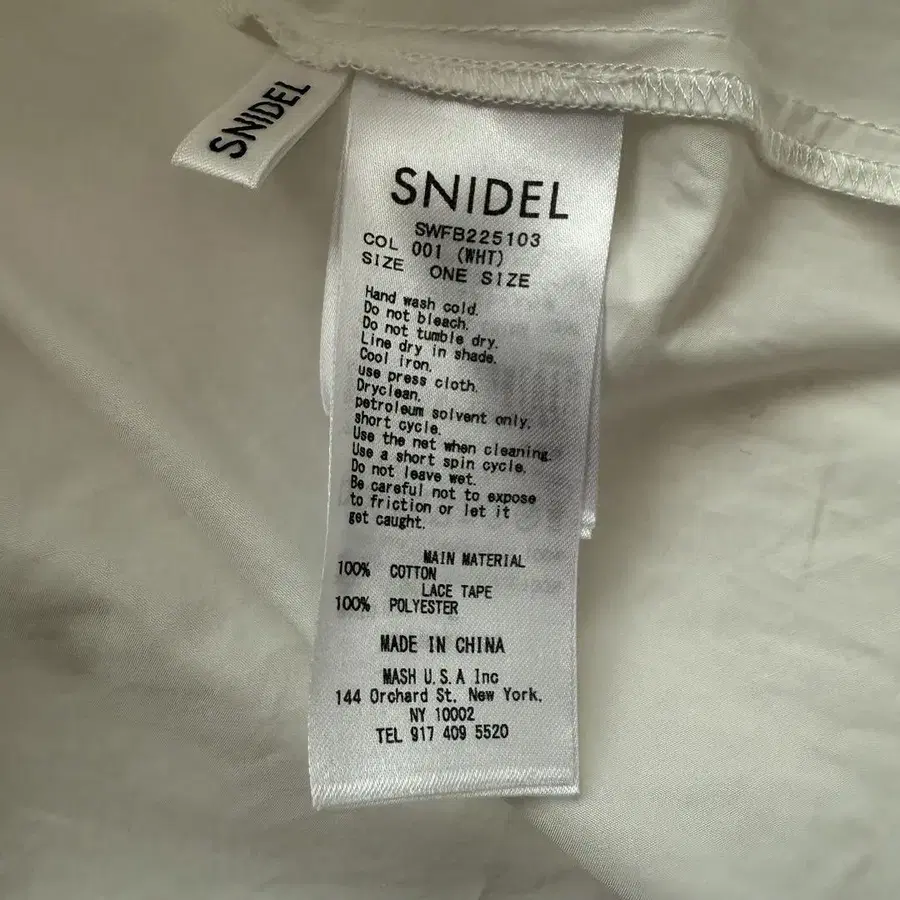 SNIDEL
SNIDEL
SWFB225103
COL 001 (WHT)
SIZE ONE SIZE
Hand wash cold.
Do not bleach.
Do not tumble dry.
Line dry in shade.
Cool iron.
use press cloth.
Dryclean.
petroleum solvent only.
short cycle.
Use the net when cleaning.
Use a short spin cycle.
Do not leave wet.
Be careful not to expose
to friction or let it
get caught.
MAIN MATERIAL
100% COTTON
LACE TAPE
100% POLYESTER
MADE IN CHINA
MASH U.S.A Inc
144 Orchard St. New York,
NY 10002
TEL 917 409 5520